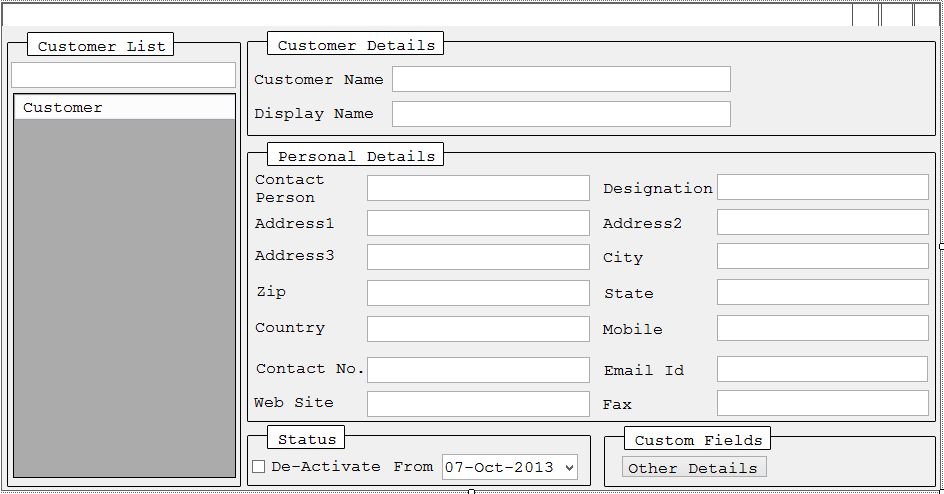 Customer List
Customer
Customer Details
Customer Name
Display Name
Personal Details
Contact
Person
Designation
Address1
Address2
Address3
City
Zip
State
Country
Mobile
Contact No.
Email Id
Web Site
Fax
Status
De-Activate From 07-Oct-2013
Custom Fields
Other Details